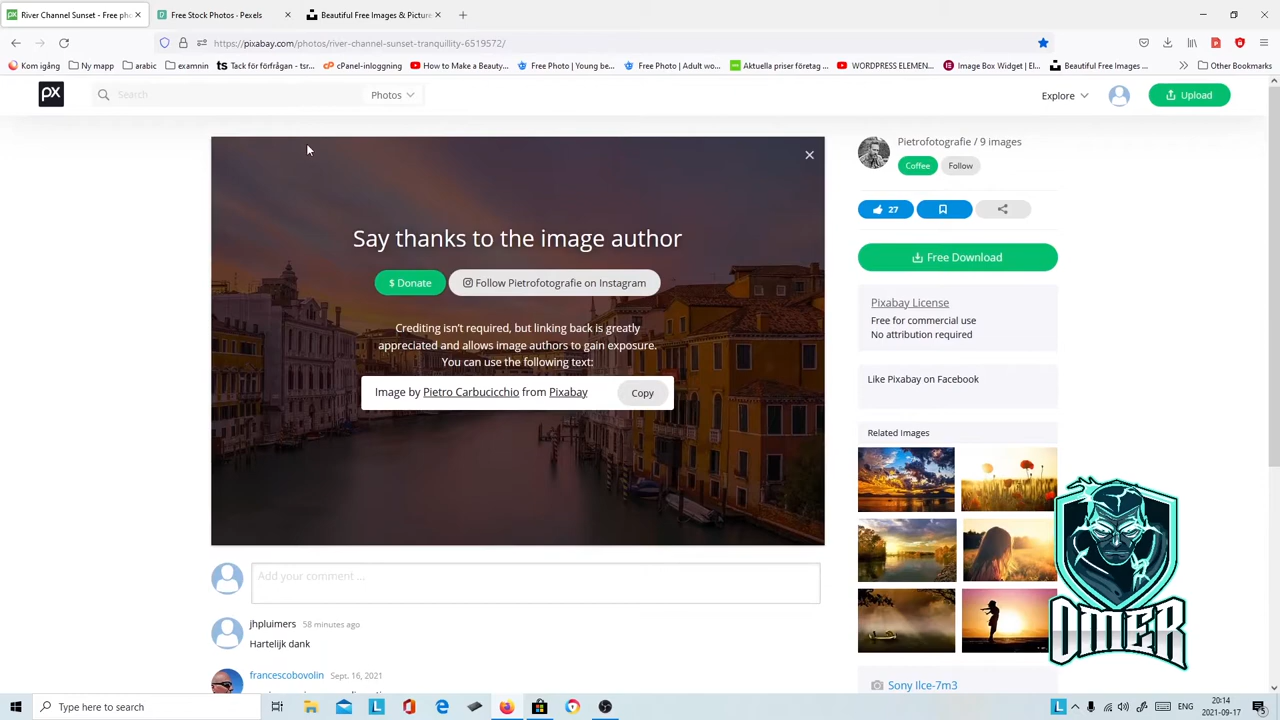 River Channel Sunset - Free pho
Free Stock Photos - Pexels
Beautiful Free Images & Picture
https://pixabay.com/photos/river-channel-sunset-tranquillity-6519572/
Kom igång
Ny mapp
arabic
examnin
Tack för förfrågan - tsr...
cPanel-inloggning
How to Make a Beauty...
Free Photo | Young be...
Free Photo | Adult wo...
Aktuella priser företag ...
WORDPRESS ELEMEN...
Image Box Widget | El...
Beautiful Free Images ...
Other Bookmarks
px
Search
Photos
Explore
Upload
Say thanks to the image author
$ Donate
Follow Pietrofotografie on Instagram
Crediting isn't required, but linking back is greatly
appreciated and allows image authors to gain exposure.
You can use the following text:
Image by Pietro Carbucicchio from Pixabay
Copy
Pietrofotografie / 9 images
Coffee
Follow
27
Free Download
Pixabay License
Free for commercial use
No attribution required
Like Pixabay on Facebook
Related Images
OMER
Sony Ilce-7m3
Add your comment ...
jhpluimers
58 minutes ago
Hartelijk dank
francescobovolin
Sept. 16, 2021
Type here to search
ENG
20:14
2021-09-17